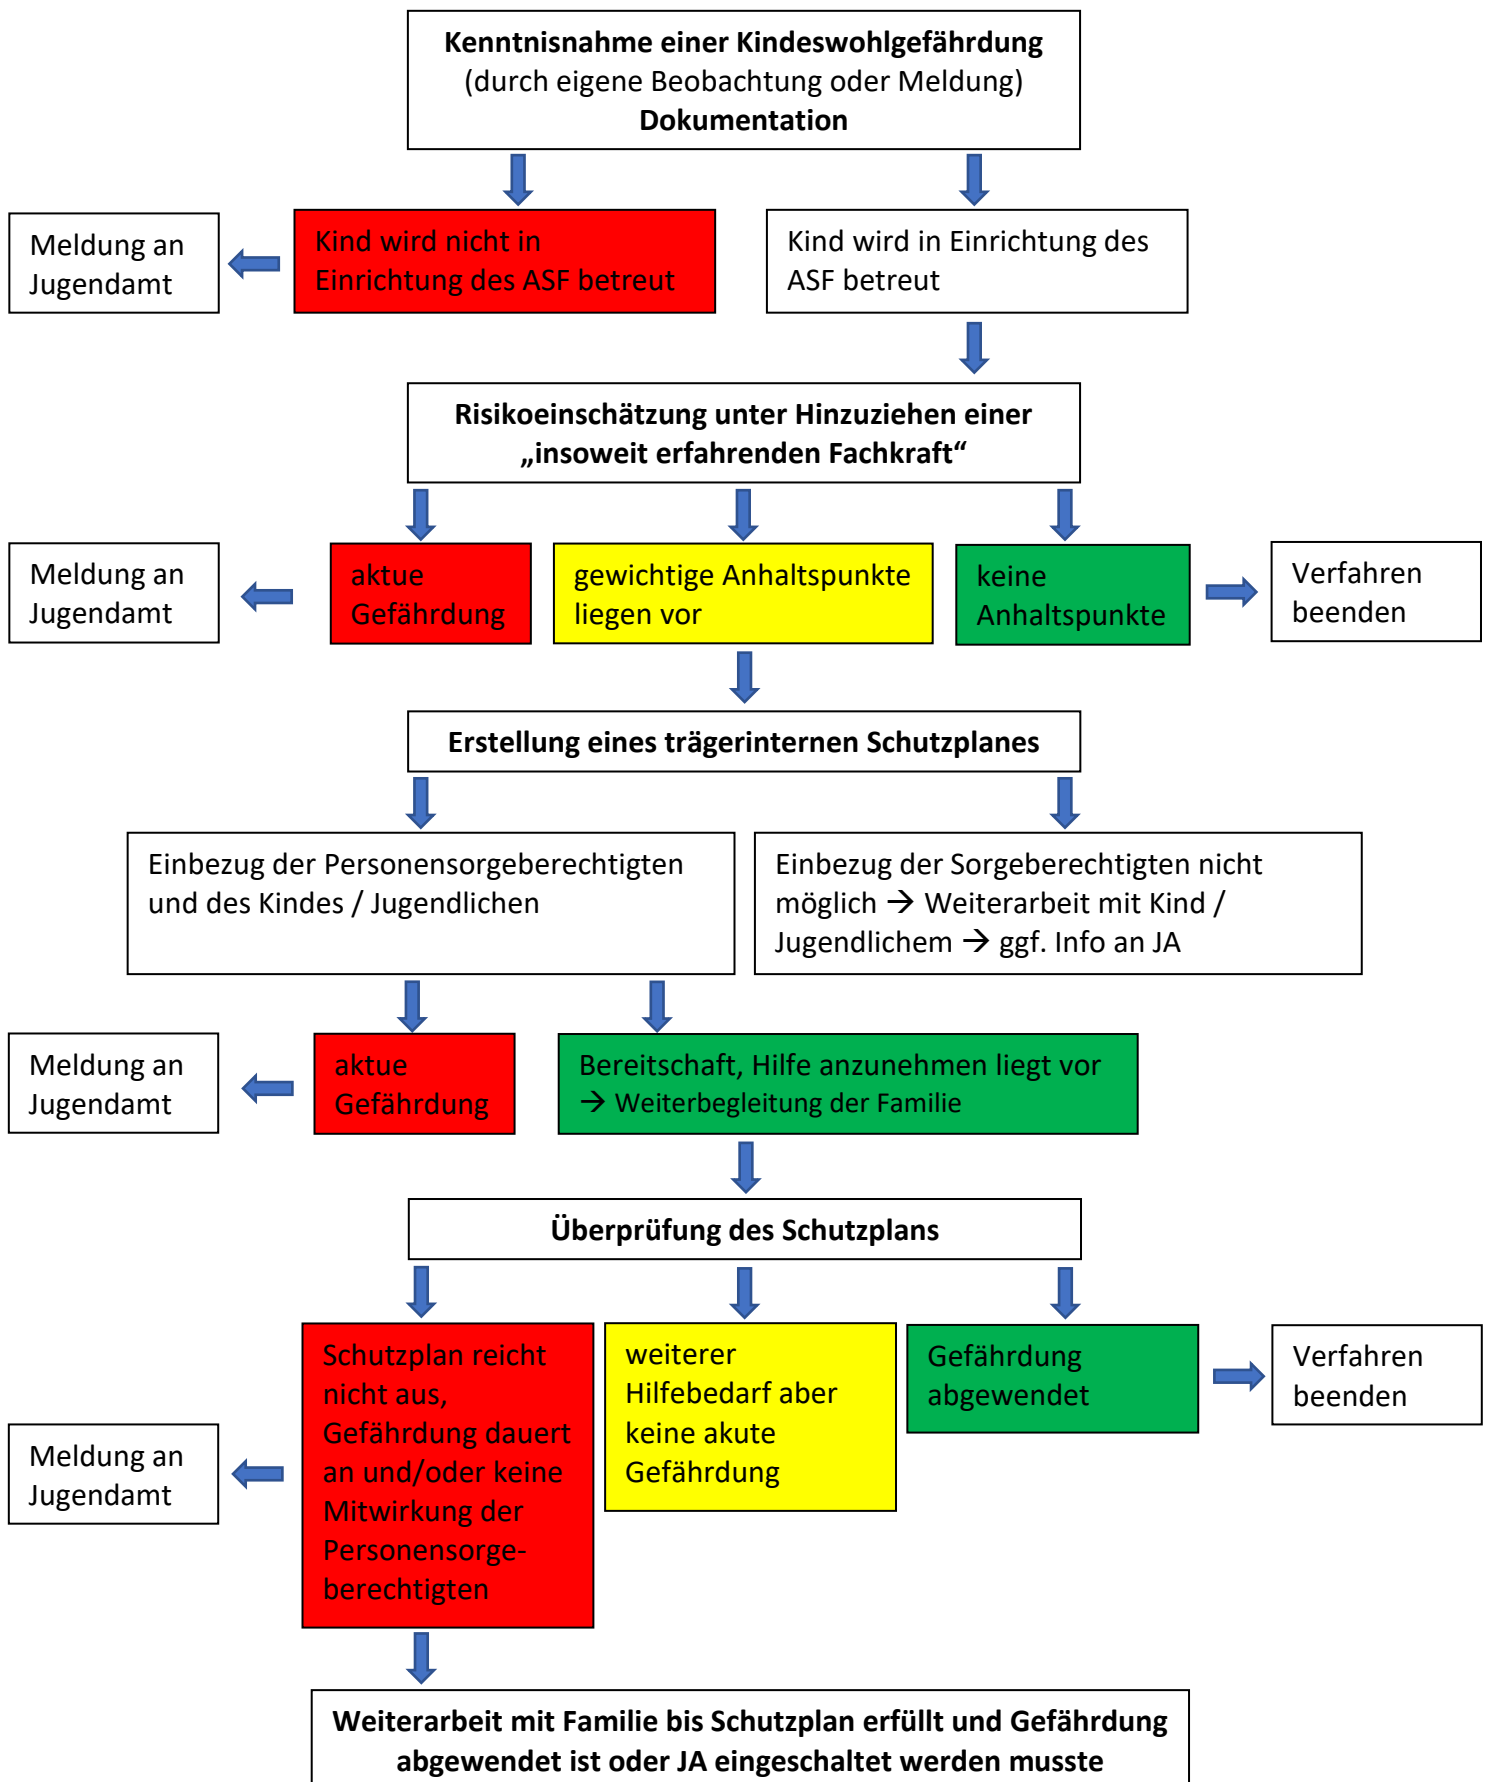 Kenntnisnahme einer Kindeswohlgefährdung
(durch eigene Beobachtung oder Meldung)
Dokumentation
Meldung an
Jugendamt
Kind wird nicht in
Einrichtung des ASF betreut
Kind wird in Einrichtung des
ASF betreut
Risikoeinschätzung unter Hinzuziehen einer
„insoweit erfahrenden Fachkraft“
Meldung an
Jugendamt
aktue
Gefährdung
gewichtige Anhaltspunkte
liegen vor
keine
Anhaltspunkte
Verfahren
beenden
Erstellung eines trägerinternen Schutzplanes
Einbezug der Personensorgeberechtigten
und des Kindes / Jugendlichen
Einbezug der Sorgeberechtigten nicht
möglich → Weiterarbeit mit Kind /
Jugendlichem → ggf. Info an JA
Meldung an
Jugendamt
aktue
Gefährdung
Bereitschaft, Hilfe anzunehmen liegt vor
→ Weiterbegleitung der Familie
Überprüfung des Schutzplans
Meldung an
Jugendamt
Schutzplan reicht
nicht aus,
Gefährdung dauert
an und/oder keine
Mitwirkung der
Personensorge-
berechtigten
weiterer
Hilfebedarf aber
keine akute
Gefährdung
Gefährdung
abgewendet
Verfahren
beenden
Weiterarbeit mit Familie bis Schutzplan erfüllt und Gefährdung
abgewendet ist oder JA eingeschaltet werden musste